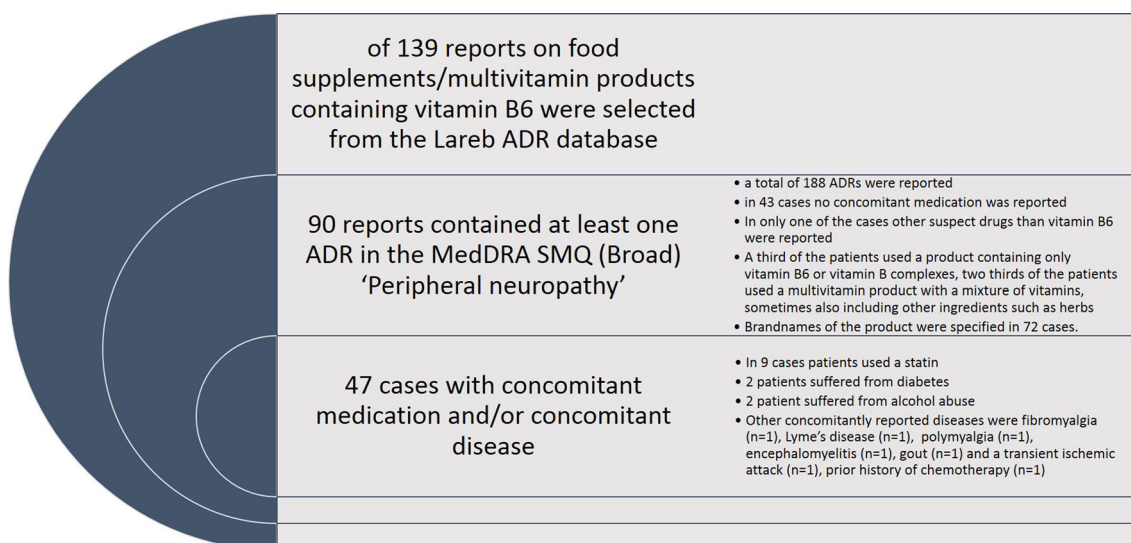 of 139 reports on food
supplements/multivitamin products
containing vitamin B6 were selected
from the Lareb ADR database
90 reports contained at least one
ADR in the MedDRA SMQ (Broad)
‘Peripheral neuropathy’
• a total of 188 ADRs were reported
• in 43 cases no concomitant medication was reported
• In only one of the cases other suspect drugs than vitamin B6
were reported
• A third of the patients used a product containing only
vitamin B6 or vitamin B complexes, two thirds of the patients
used a multivitamin product with a mixture of vitamins,
sometimes also including other ingredients such as herbs
• Brandnames of the product were specified in 72 cases.
47 cases with concomitant
medication and/or concomitant
disease
• In 9 cases patients used a statin
• 2 patients suffered from diabetes
• 2 patient suffered from alcohol abuse
• Other concomitantly reported diseases were fibromyalgia
(n=1), Lyme’s disease (n=1), polymyalgia (n=1),
encephalomyelitis (n=1), gout (n=1) and a transient ischemic
attack (n=1), prior history of chemotherapy (n=1)